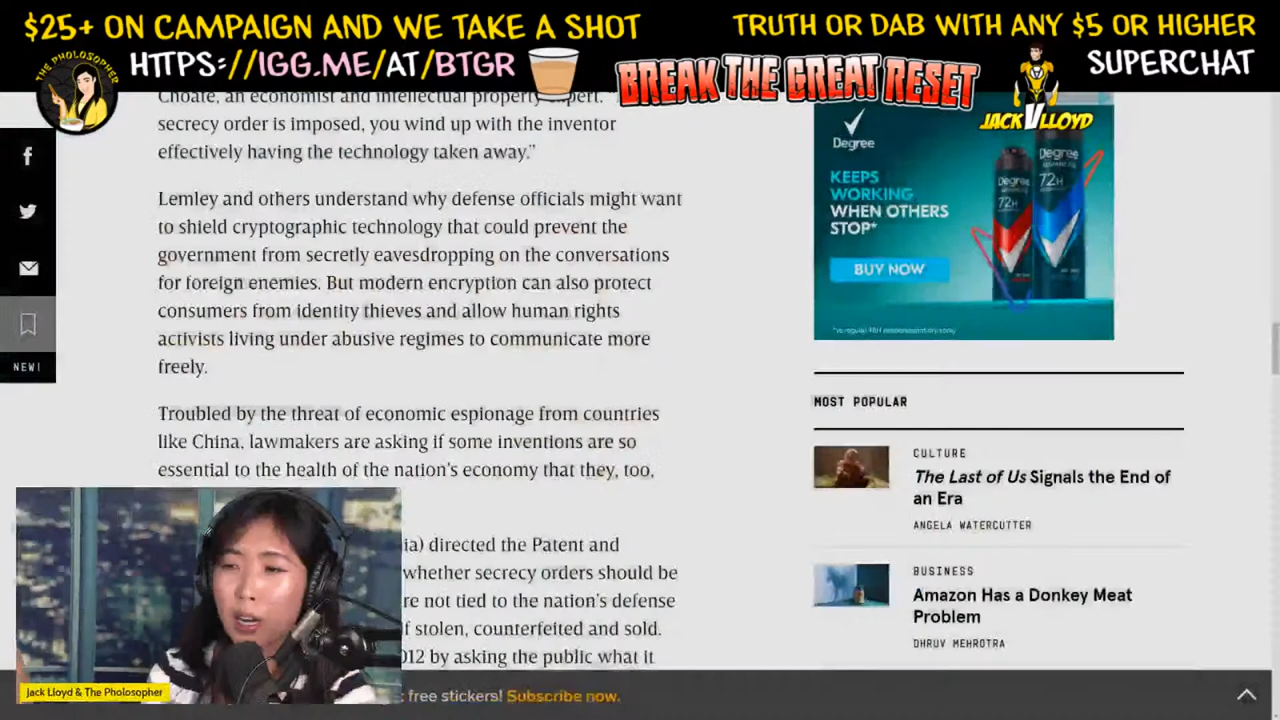 $25+ ON CAMPAIGN AND WE TAKE A SHOT
HTTPS://IGG.ME/AT/BTGR
THE PHOLOSOPHER
BREAK THE GREAT RESET
TRUTH OR DAB WITH ANY $5 OR HIGHER
SUPERCHAT
JACK V LLOYD
Choate, an economist and intellectual property expert.
secrecy order is imposed, you wind up with the inventor
effectively having the technology taken away.”
Lemley and others understand why defense officials might want
to shield cryptographic technology that could prevent the
government from secretly eavesdropping on the conversations
for foreign enemies. But modern encryption can also protect
consumers from identity thieves and allow human rights
activists living under abusive regimes to communicate more
freely.
Troubled by the threat of economic espionage from countries
like China, lawmakers are asking if some inventions are so
essential to the health of the nation’s economy that they, too,
ia) directed the Patent and
whether secrecy orders should be
re not tied to the nation’s defense
f stolen, counterfeited and sold.
012 by asking the public what it
NEW!
Degree
KEEPS
WORKING
WHEN OTHERS
STOP*
BUY NOW
Degree
72H
Degree
72H
MOST POPULAR
CULTURE
The Last of Us Signals the End of
an Era
ANGELA WATERCUTTER
BUSINESS
Amazon Has a Donkey Meat
Problem
DHRUV MEHROTRA
Jack Lloyd & The Pholosopher
free stickers! Subscribe now.